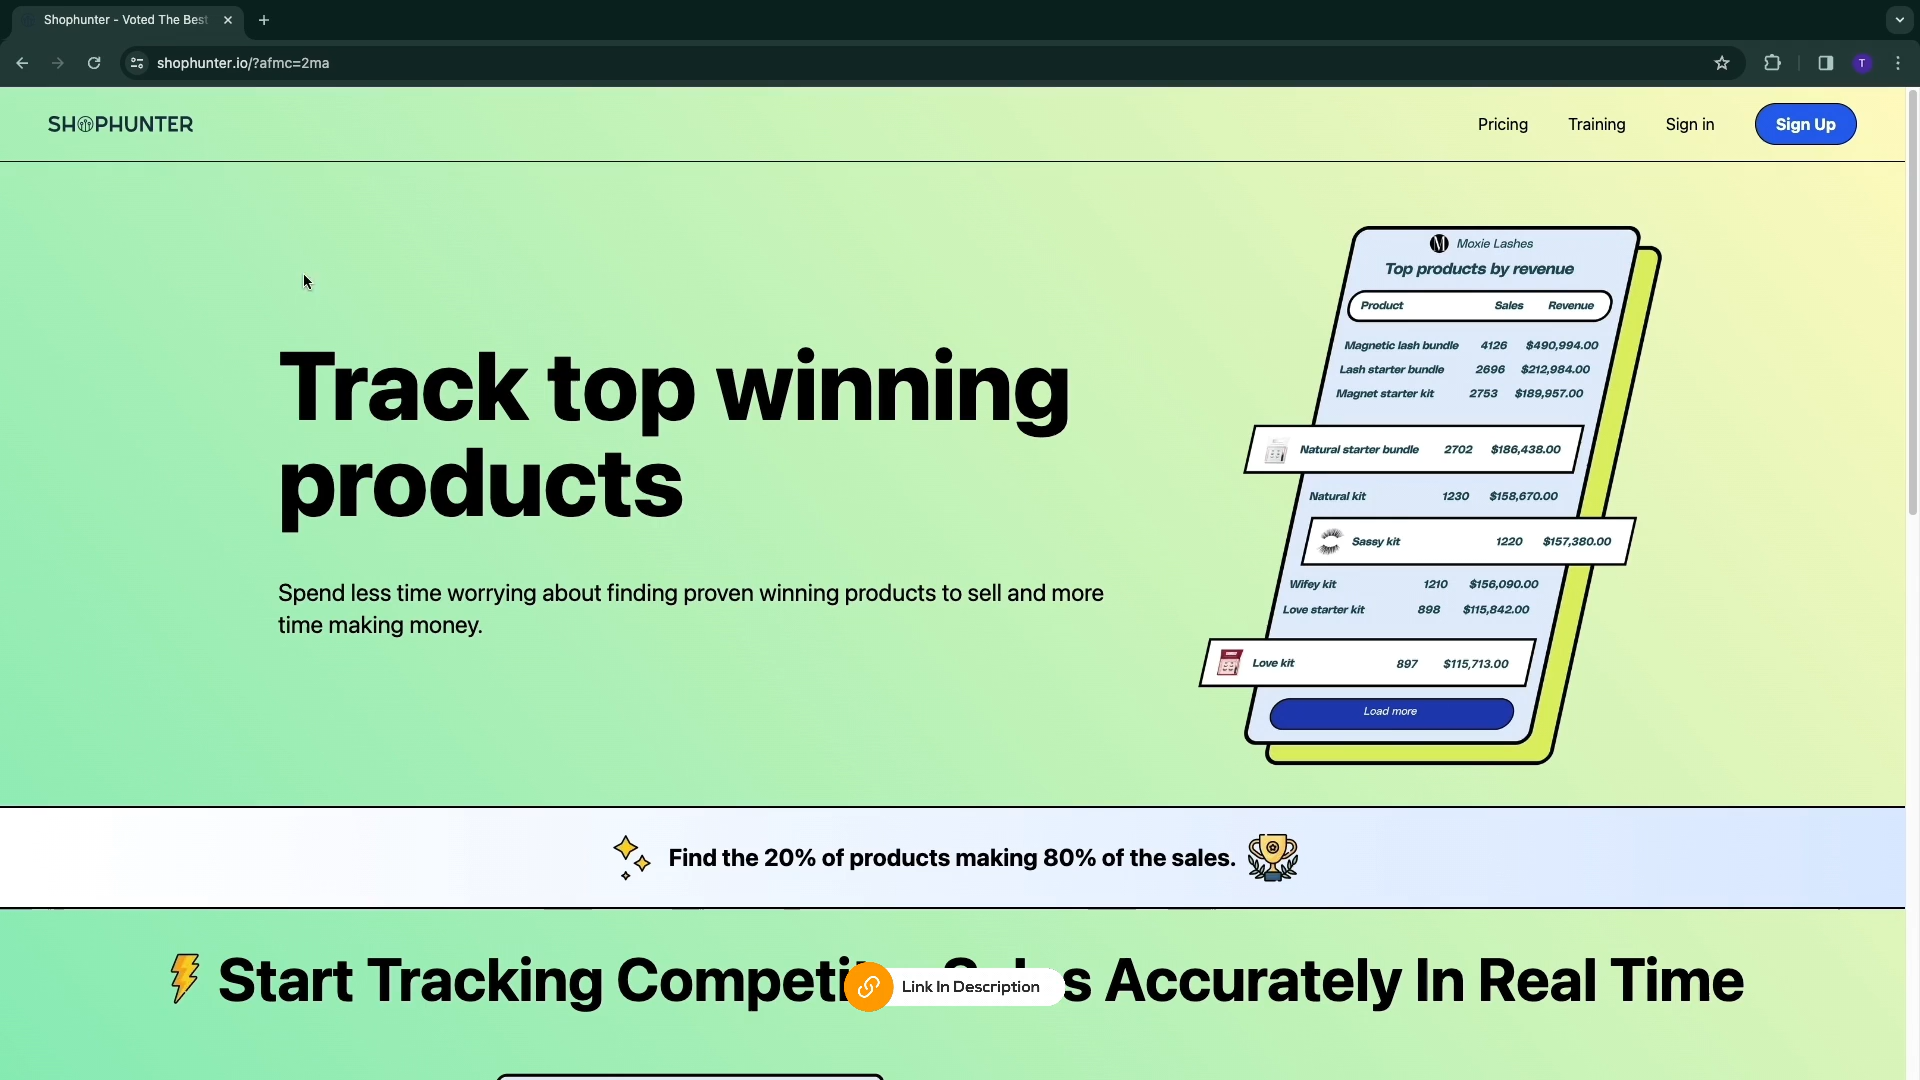 Shophunter - Voted The Best
shophunter.io/?afmc=2ma
T
SHOPHUNTER
Pricing
Training
Sign in
Sign Up
Track top winning
products
Spend less time worrying about finding proven winning products to sell and more
time making money.
M Moxie Lashes
Top products by revenue
Product Sales Revenue
Magnetic lash bundle 4126 $490,994.00
Lash starter bundle 2696 $212,984.00
Magnet starter kit 2753 $189,957.00
Natural starter bundle 2702 $186,438.00
Natural kit 1230 $158,670.00
Sassy kit 1220 $157,380.00
Wifey kit 1210 $156,090.00
Love starter kit 898 $115,842.00
Love kit 897 $115,713.00
Load more
Find the 20% of products making 80% of the sales.
Start Tracking Competi s Accurately In Real Time
Link In Description